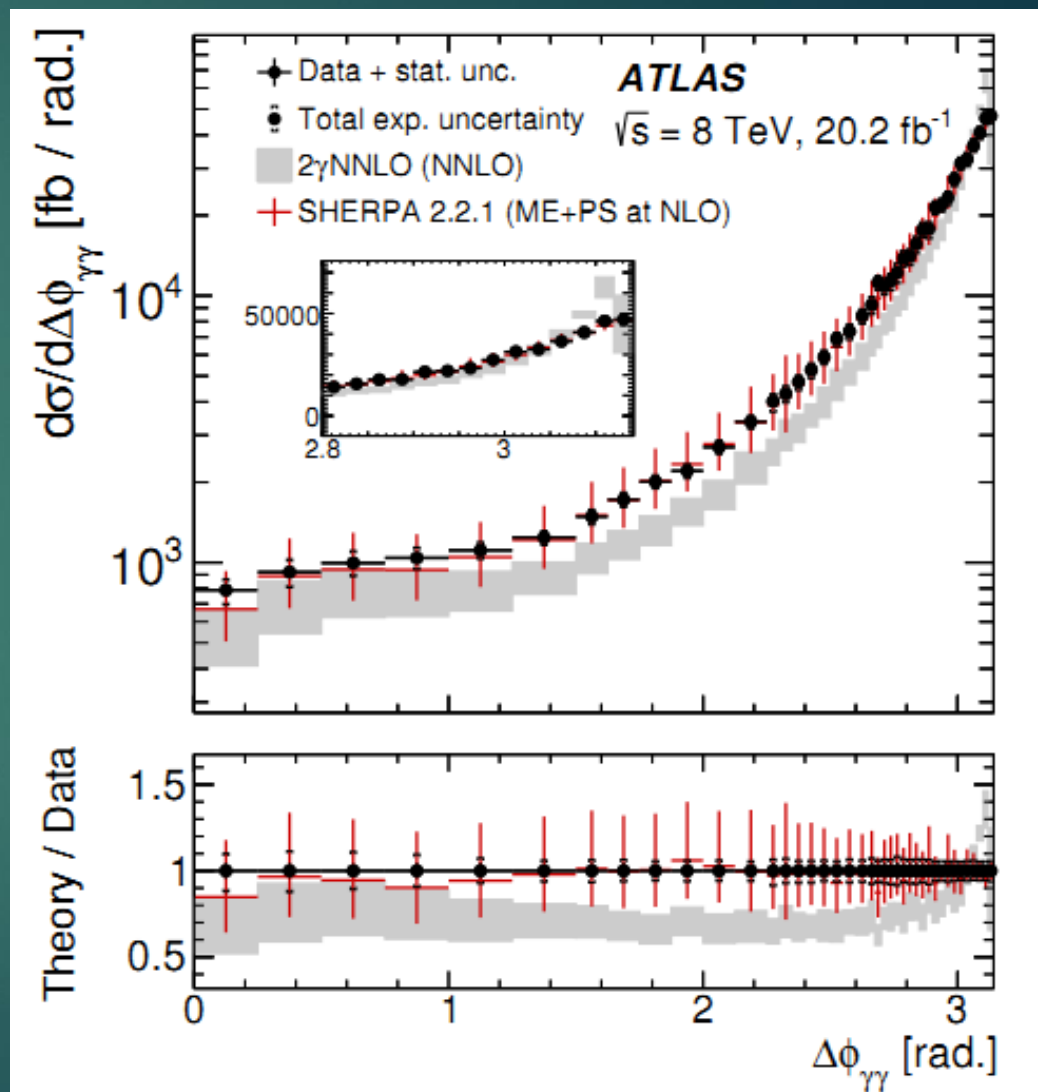 dσ/dΔϕγγ [fb / rad.]
Data + stat. unc.
Total exp. uncertainty
2γNNLO (NNLO)
SHERPA 2.2.1 (ME+PS at NLO)
ATLAS
√s = 8 TeV, 20.2 fb⁻¹
10⁴
10³
50000
0
2.8
3
Theory / Data
1.5
1
0.5
0
1
2
3
Δϕγγ [rad.]